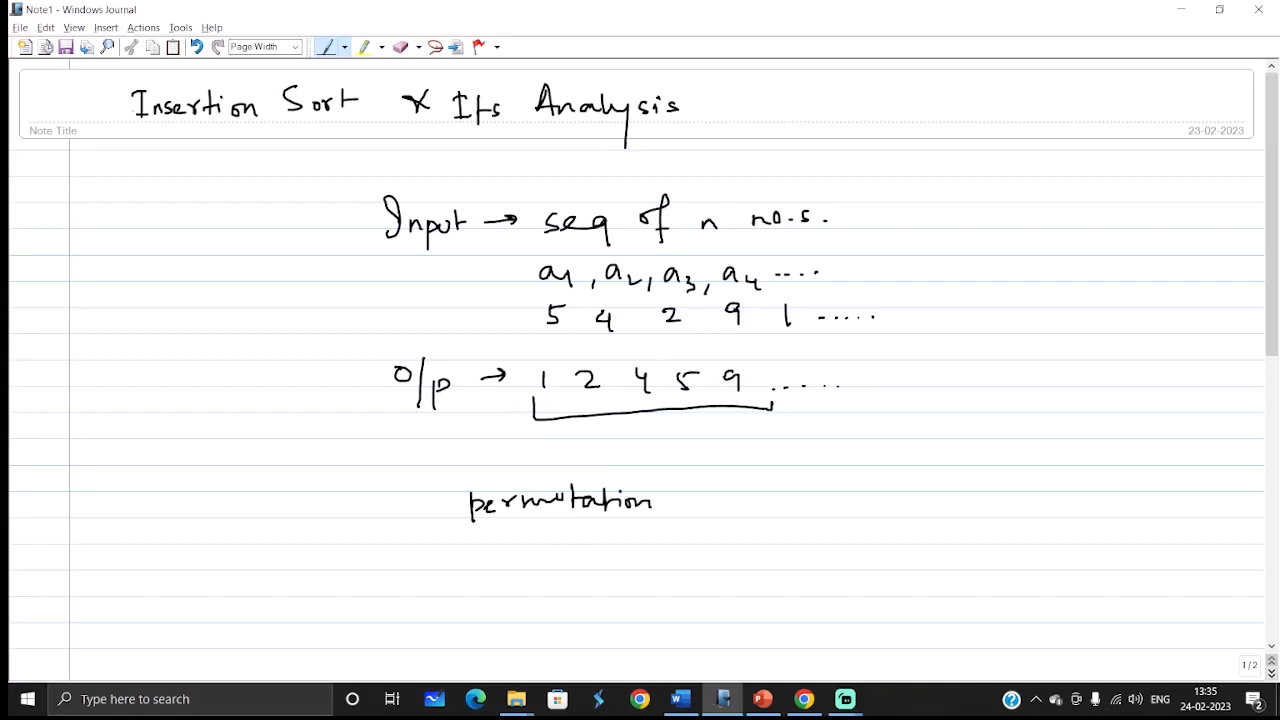 Note1 - Windows Journal
File Edit View Insert Actions Tools Help
Page Width
Insertion Sort & Its Analysis
Note Title
23-02-2023
Input → seq of n no.s.
a1, a2, a3, a4 ....
5 4 2 9 1 .....
O/p → 1 2 4 5 9 .....
permutation
1/2
Type here to search
ENG
13:35
24-02-2023
2